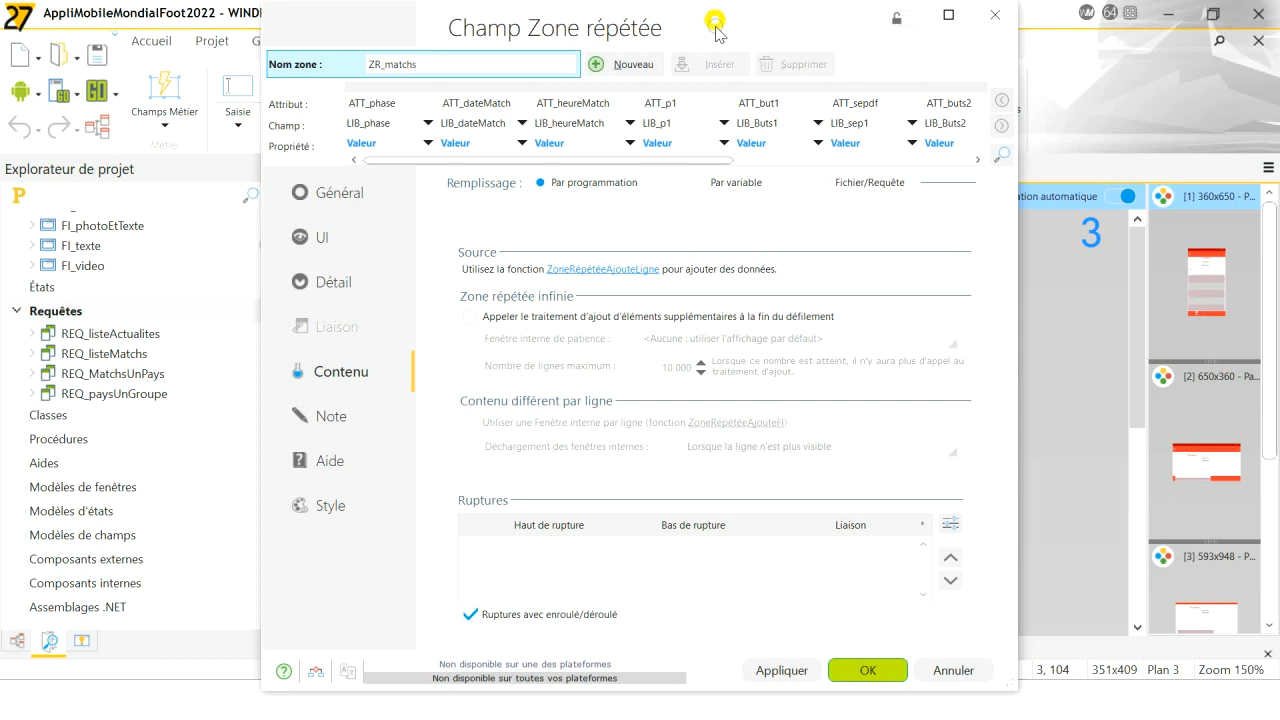 27 AppliMobileMondialFoot2022 - WIND
Champ Zone répétée
64
Accueil Projet
Saisie
Champs Métier
Métier
Nom zone : ZR_matchs Nouveau Insérer Supprimer
Attribut : ATT_phase ATT_dateMatch ATT_heureMatch ATT_p1 ATT_but1 ATT_sepdf ATT_buts2
Champ : LIB_phase LIB_dateMatch LIB_heureMatch LIB_p1 LIB_Buts1 LIB_sep1 LIB_Buts2
Propriété : Valeur Valeur Valeur Valeur Valeur Valeur Valeur
Explorateur de projet
P
FI_photoEtTexte
FI_texte
FI_video
États
Requêtes
REQ_listeActualites
REQ_listeMatchs
REQ_MatchsUnPays
REQ_paysUnGroupe
Classes
Procédures
Aides
Modèles de fenêtres
Modèles d'états
Modèles de champs
Composants externes
Composants internes
Assemblages .NET
Général
UI
Détail
Liaison
Contenu
Note
Aide
Style
Remplissage : Par programmation Par variable Fichier/Requête
Source
Utilisez la fonction ZoneRépétéeAjouteLigne pour ajouter des données.
Zone répétée infinie
Appeler le traitement d'ajout d'éléments supplémentaires à la fin du défilement
Fenêtre interne de patience : <Aucune : utiliser l'affichage par défaut>
Nombre de lignes maximum : 10 000 Lorsque ce nombre est atteint, il n'y aura plus d'appel au
traitement d'ajout.
Contenu différent par ligne
Utiliser une Fenêtre interne par ligne (fonction ZoneRépétéeAjouteFI)
Déchargement des fenêtres internes : Lorsque la ligne n'est plus visible
Ruptures
Haut de rupture Bas de rupture Liaison
Ruptures avec enroulé/déroulé
Non disponible sur une des plateformes
Non disponible sur toutes vos plateformes
Appliquer OK Annuler
ation automatique
3
[1] 360x650 - P...
[2] 650x360 - Pa...
[3] 593x948 - P...
3, 104 351x409 Plan 3 Zoom 150%